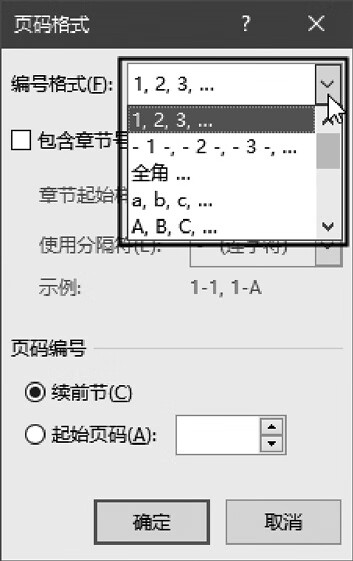 页码格式 ?
编号格式(F): 1, 2, 3, ...
1, 2, 3, ...
包含章节号
- 1 -, - 2 -, - 3 -, ...
全角 ...
章节起始样
a, b, c, ...
A, B, C, ...
使用分隔符(E): - (连字符)
示例: 1-1, 1-A
页码编号
续前节(C)
起始页码(A):
确定 取消